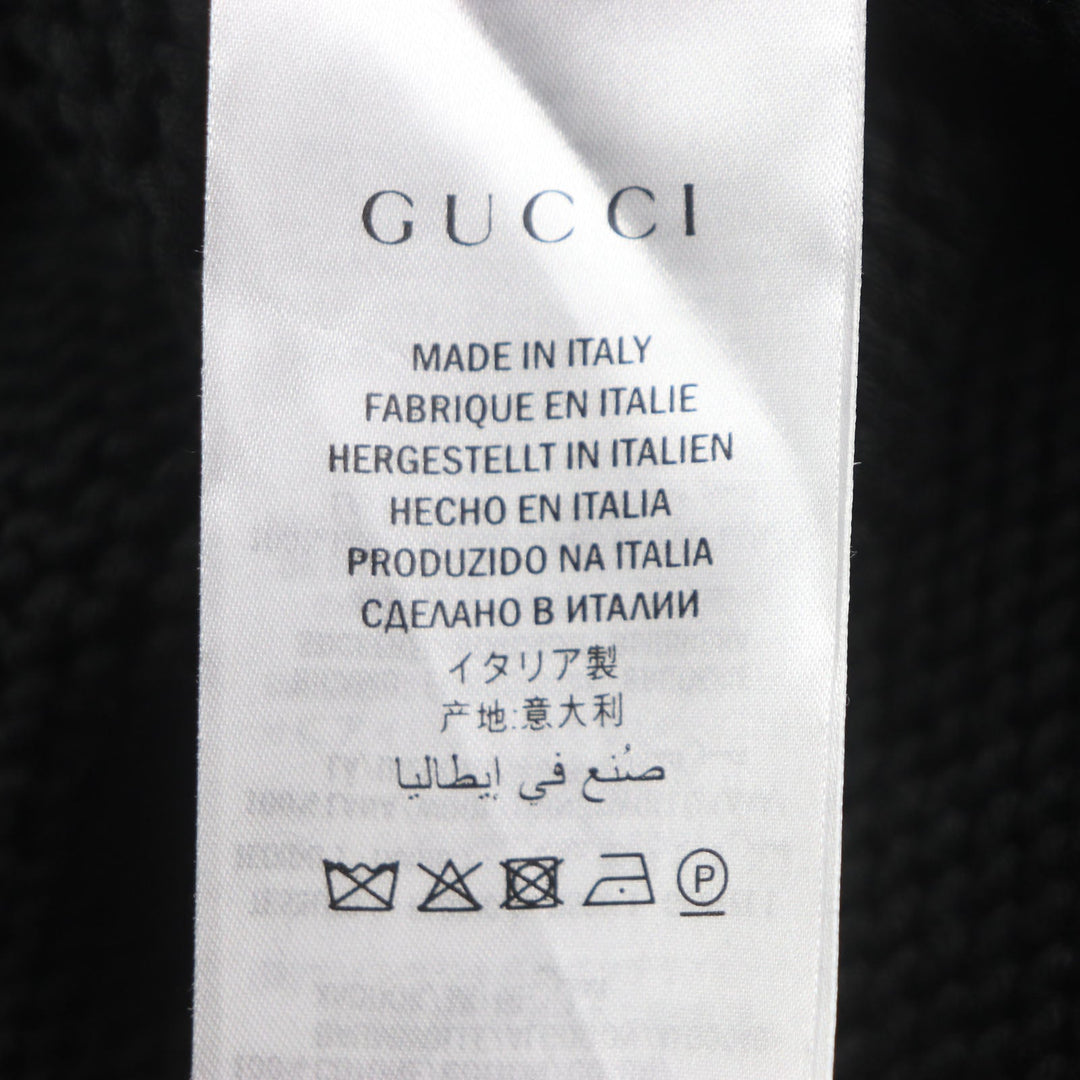 GUCCI
MADE IN ITALY
FABRIQUE EN ITALIE
HERGESTELLT IN ITALIEN
HECHO EN ITALIA
PRODUZIDO NA ITALIA
СДЕЛАНО В ИТАЛИИ
イタリア製
产地:意大利
صُنع في إيطاليا
P